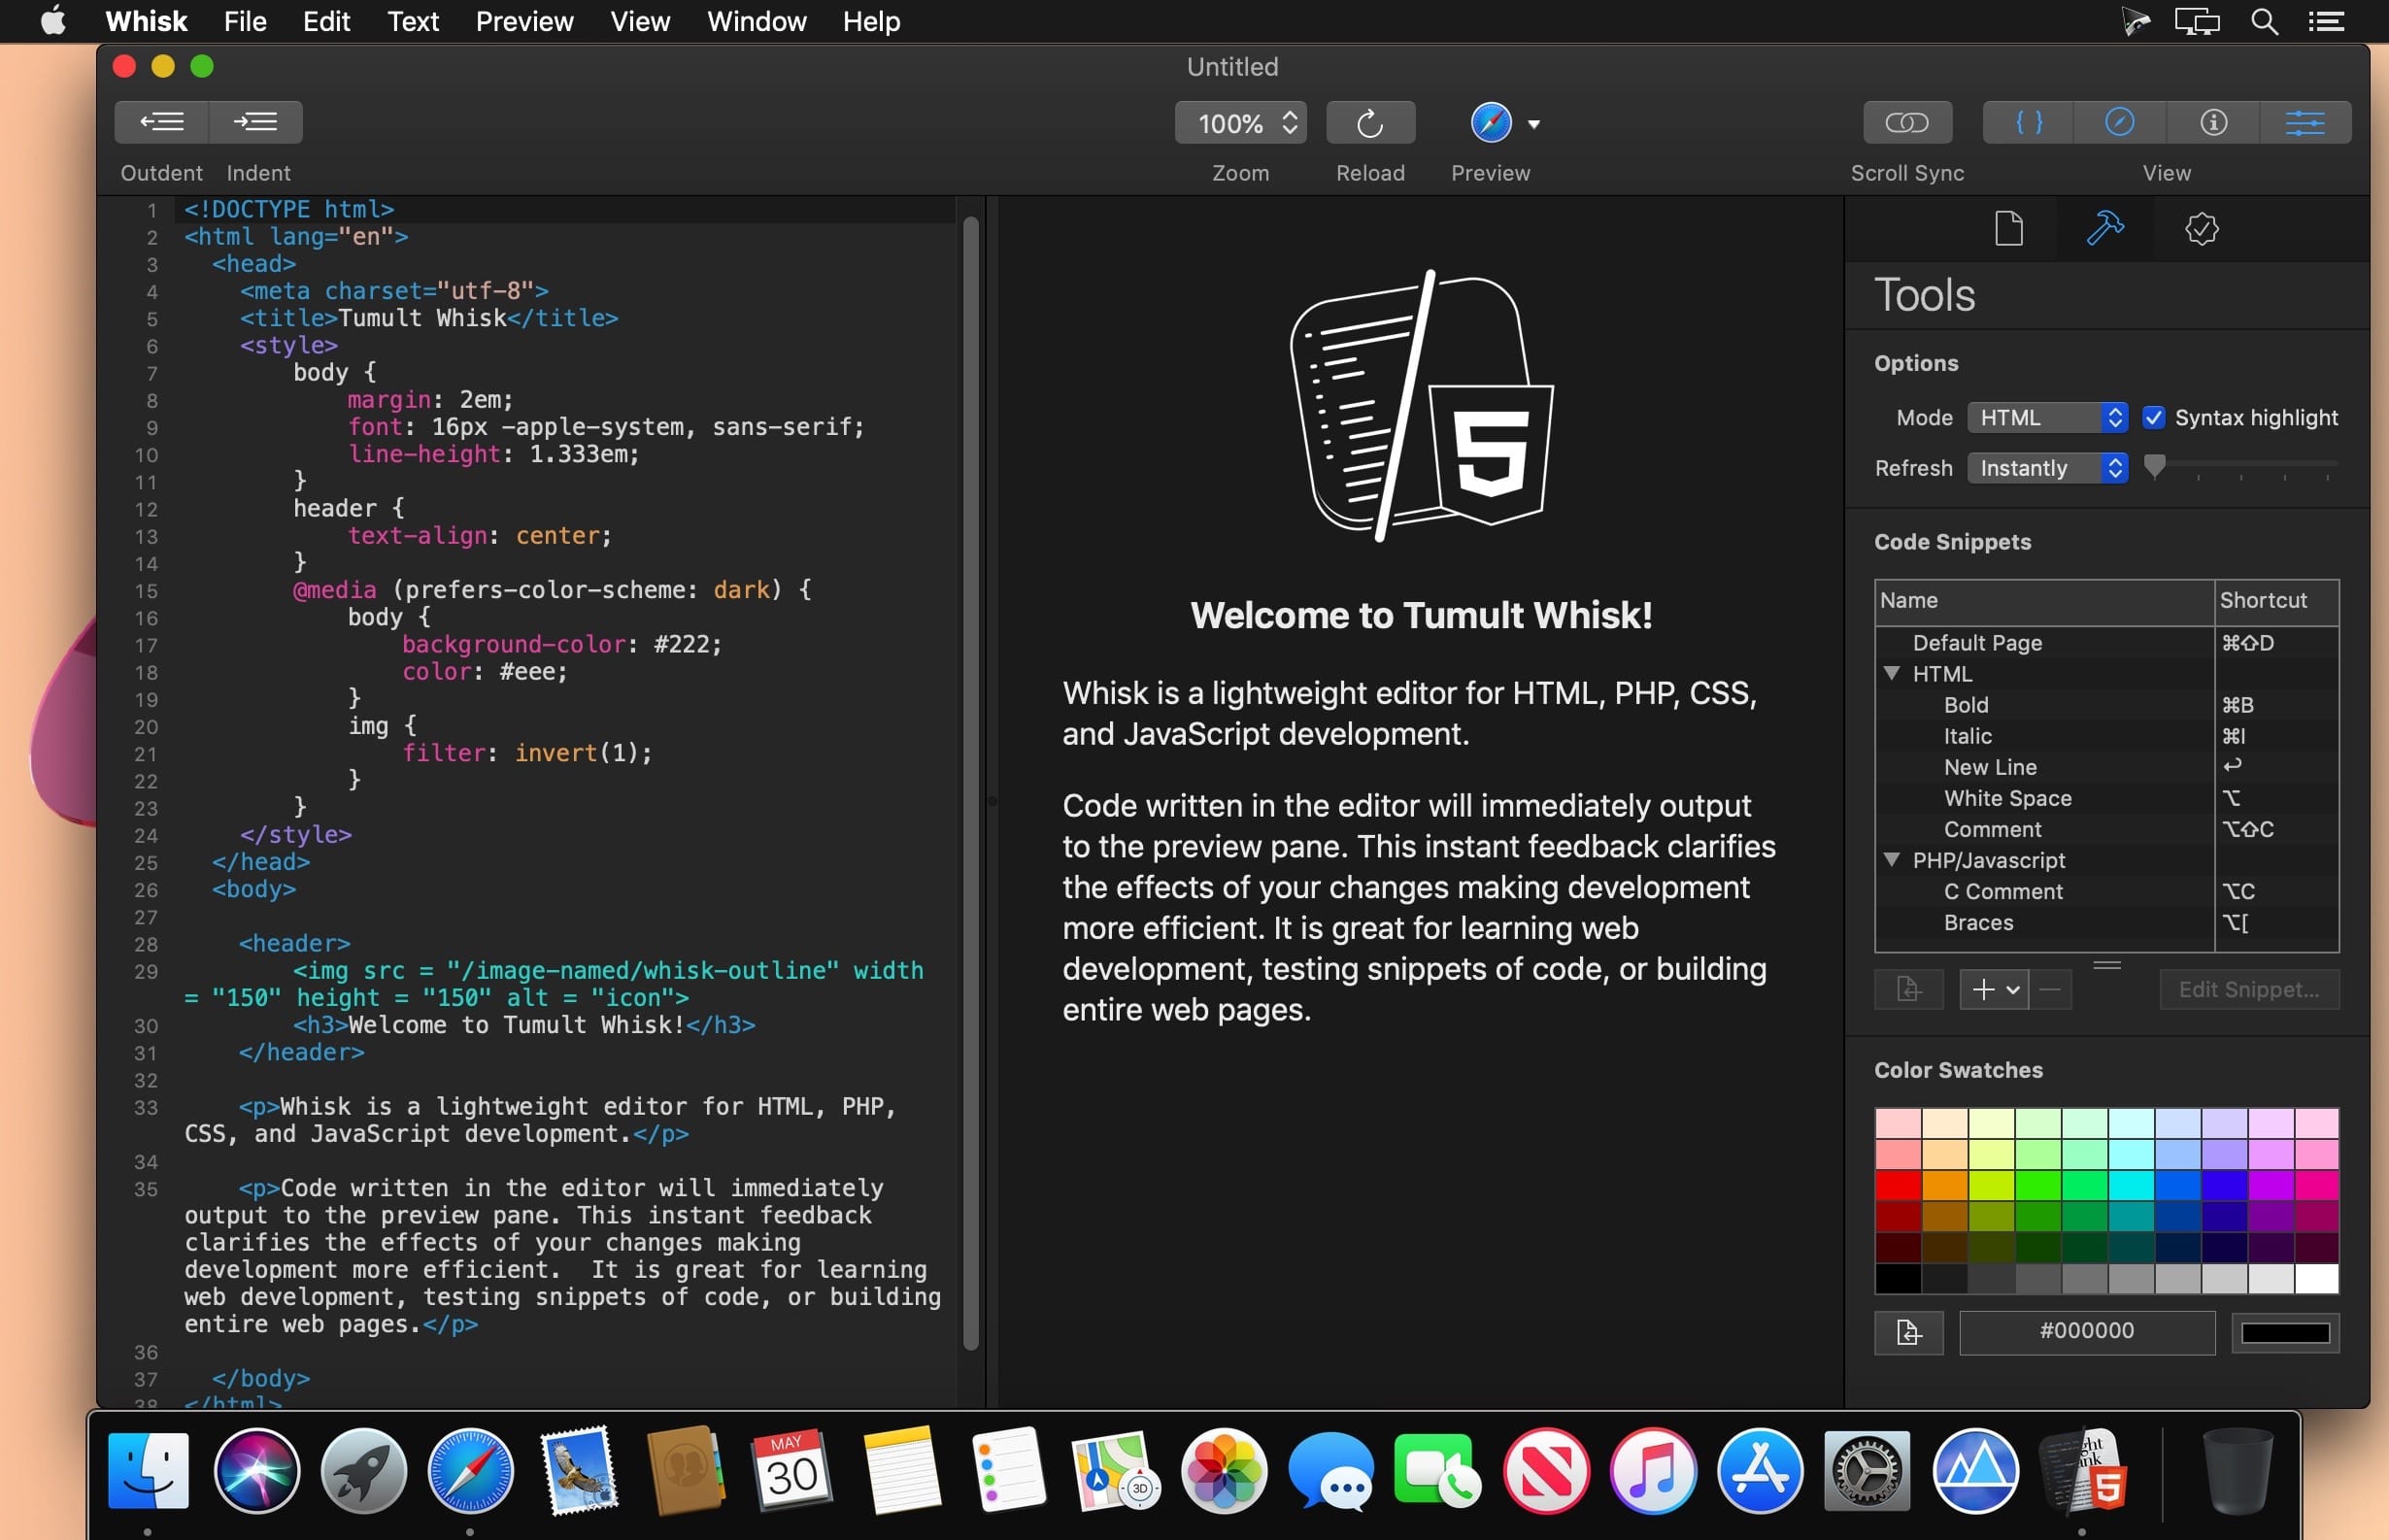 Whisk File Edit Text Preview View Window Help
Untitled
100%
Outdent Indent Zoom Reload Preview Scroll Sync View
1 <!DOCTYPE html>
2 <html lang="en">
3 <head>
4 <meta charset="utf-8">
5 <title>Tumult Whisk</title>
6 <style>
7 body {
8 margin: 2em;
9 font: 16px -apple-system, sans-serif;
10 line-height: 1.333em;
11 }
12 header {
13 text-align: center;
14 }
15 @media (prefers-color-scheme: dark) {
16 body {
17 background-color: #222;
18 color: #eee;
19 }
20 img {
21 filter: invert(1);
22 }
23 }
24 </style>
25 </head>
26 <body>
27
28 <header>
29 <img src = "/image-named/whisk-outline" width
= "150" height = "150" alt = "icon">
30 <h3>Welcome to Tumult Whisk!</h3>
31 </header>
32
33 <p>Whisk is a lightweight editor for HTML, PHP,
CSS, and JavaScript development.</p>
34
35 <p>Code written in the editor will immediately
output to the preview pane. This instant feedback
clarifies the effects of your changes making
development more efficient.  It is great for learning
web development, testing snippets of code, or building
entire web pages.</p>
36
37 </body>
38 </html>
5
Welcome to Tumult Whisk!
Whisk is a lightweight editor for HTML, PHP, CSS,
and JavaScript development.
Code written in the editor will immediately output
to the preview pane. This instant feedback clarifies
the effects of your changes making development
more efficient. It is great for learning web
development, testing snippets of code, or building
entire web pages.
Tools
Options
Mode HTML Syntax highlight
Refresh Instantly
Code Snippets
Name Shortcut
Default Page ⌘⇧D
HTML
Bold ⌘B
Italic ⌘I
New Line ↩
White Space ⌥
Comment ⌥⇧C
PHP/Javascript
C Comment ⌥C
Braces ⌥[
Edit Snippet...
Color Swatches
#000000
MAY
30
3D
5